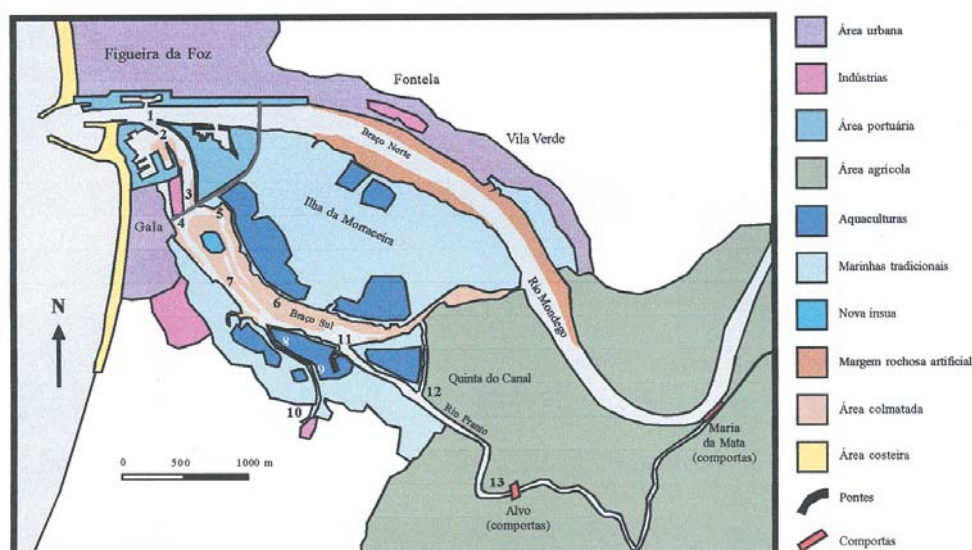 Figueira da Foz
Fontela
Vila Verde
Braço Norte
Ilha da Morraceira
Gala
Rio Mondego
Braço Sul
Quinta do Canal
Rio Pranto
Maria
da Mata
(comportas)
Alvo
(comportas)
1
2
3
4
5
6
7
8
9
10
11
12
13
N
0 500 1000 m
Área urbana
Indústrias
Área portuária
Área agrícola
Aquaculturas
Marinhas tradicionais
Nova ínsua
Margem rochosa artificial
Área colmatada
Área costeira
Pontes
Comportas